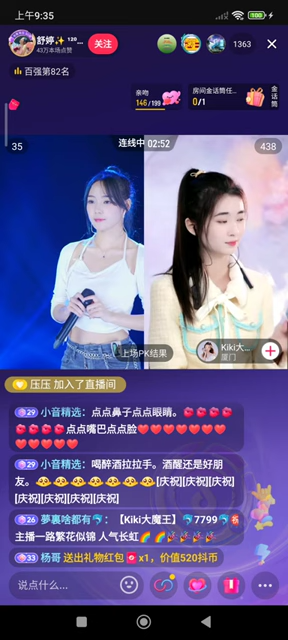 上午9:35
舒婷✨ ¹²⁰...
43万本场点赞
关注
1363
百强第82名
亲吻
146/199
房间金话筒任...
0/1
金话筒
35
连线中 02:52
438
上场PK结果
Kiki大...
厦门
压压 加入了直播间
29 小音精选：点点鼻子点点眼睛。🌹🌹🌹🌹
🌹🌹🌹🌹点点嘴巴点点脸❤️❤️❤️❤️❤️❤️❤️
❤️❤️❤️❤️❤️
29 小音精选：喝醉酒拉拉手。酒醒还是好朋
友。[庆祝][庆祝][庆祝]
[庆祝][庆祝][庆祝][庆祝]
26 夢裏啥都有🐬：【Kiki大魔王】🐬7799🐬
主播一路繁花似锦 人气长虹🌈🌈🎉🎉🎉🎉
33 杨哥 送出礼物红包 x1，价值520抖币
说点什么...